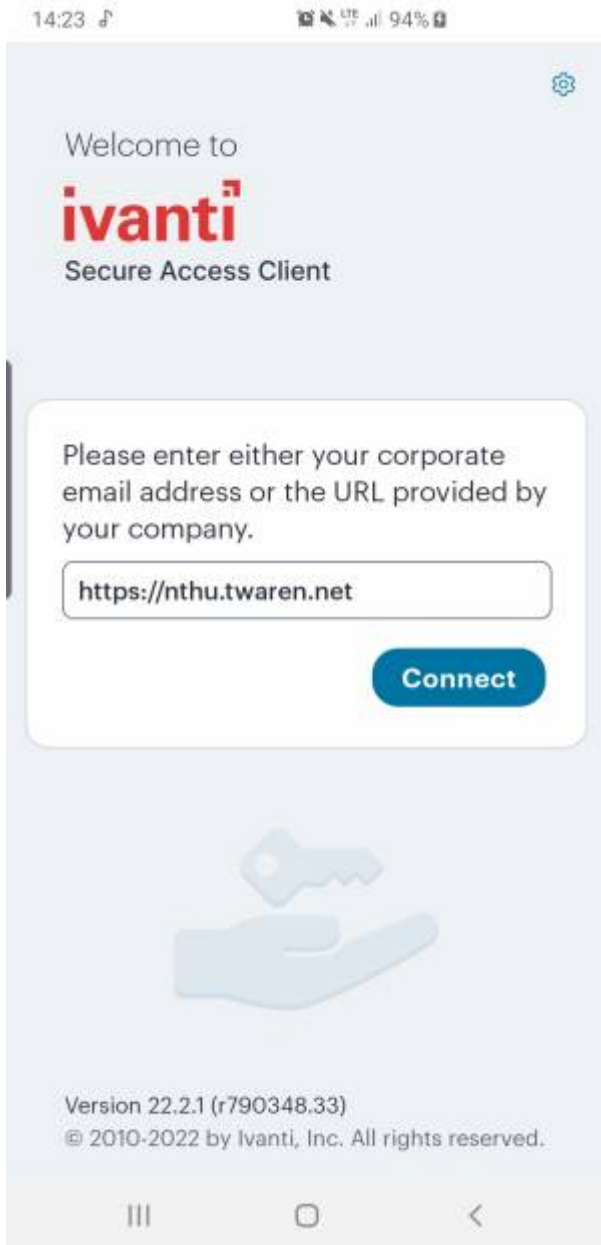 14:23
LTE
94%
Welcome to
ivanti
Secure Access Client
Please enter either your corporate
email address or the URL provided by
your company.
https://nthu.twaren.net
Connect
Version 22.2.1 (r790348.33)
© 2010-2022 by Ivanti, Inc. All rights reserved.